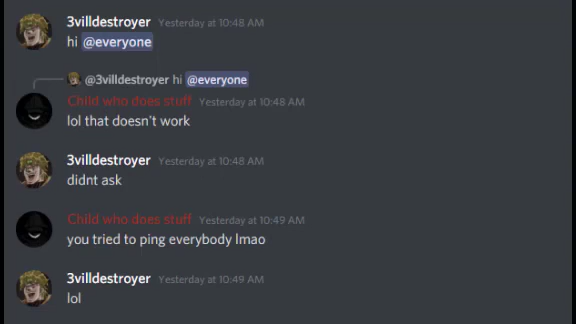 3villdestroyer Yesterday at 10:48 AM
hi @everyone
@3villdestroyer hi @everyone
Child who does stuff Yesterday at 10:48 AM
lol that doesn't work
3villdestroyer Yesterday at 10:48 AM
didnt ask
Child who does stuff Yesterday at 10:49 AM
you tried to ping everybody lmao
3villdestroyer Yesterday at 10:49 AM
lol